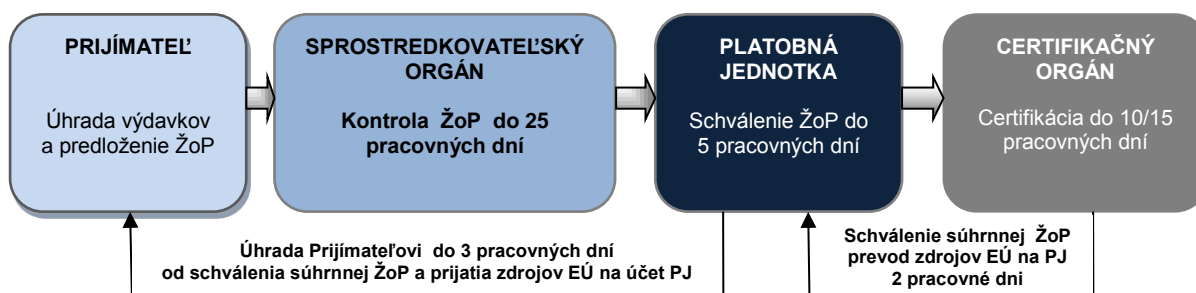 PRIJÍMATEĽ
Úhrada výdavkov
a predloženie ŽoP
SPROSTREDKOVATEĽSKÝ
ORGÁN
Kontrola ŽoP do 25
pracovných dní
PLATOBNÁ
JEDNOTKA
Schválenie ŽoP do
5 pracovných dní
CERTIFIKAČNÝ
ORGÁN
Certifikácia do 10/15
pracovných dní
Úhrada Prijímateľovi do 3 pracovných dní
od schválenia súhrnnej ŽoP a prijatia zdrojov EÚ na účet PJ
Schválenie súhrnnej ŽoP
prevod zdrojov EÚ na PJ
2 pracovné dni